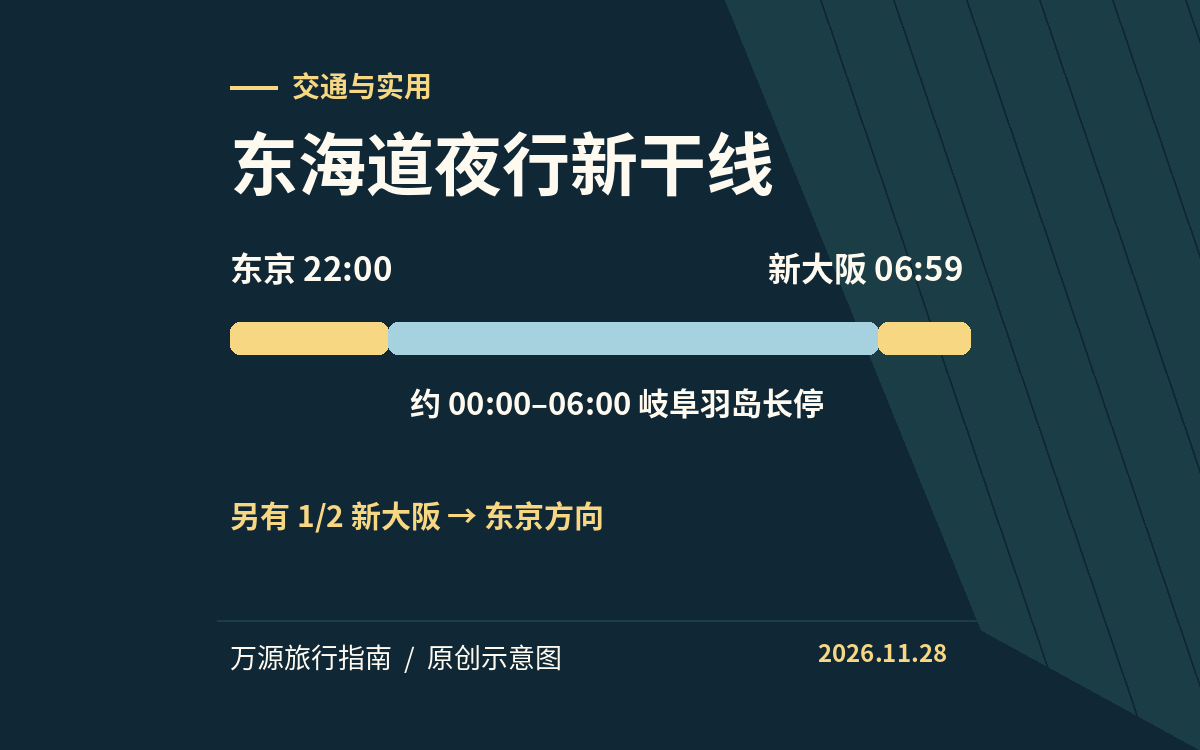 交通与实用
东海道夜行新干线
东京 22:00
新大阪 06:59
约 00:00–06:00 岐阜羽岛长停
另有 1/2 新大阪 → 东京方向
万源旅行指南 / 原创示意图
2026.11.28